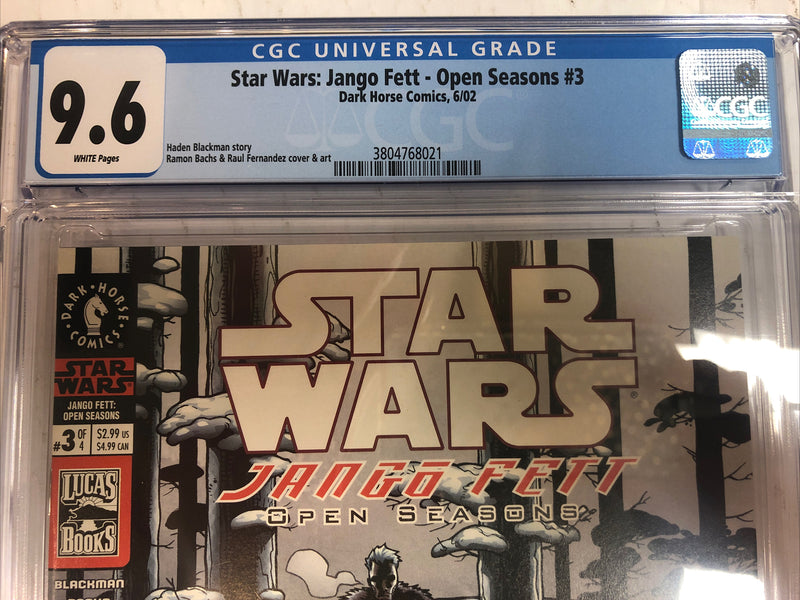 CGC UNIVERSAL GRADE
9.6
WHITE Pages
Star Wars: Jango Fett - Open Seasons #3
Dark Horse Comics, 6/02
Haden Blackman story
Ramon Bachs & Raul Fernandez cover & art
3804768021
CGC
CGC
DARK HORSE COMICS
STAR WARS
JANGO FETT:
OPEN SEASONS
#3 OF 4
$2.99 US
$4.99 CAN
LUCAS
BOOKS
BLACKMAN
STAR
WARS®
JANGO FETT
OPEN SEASONS